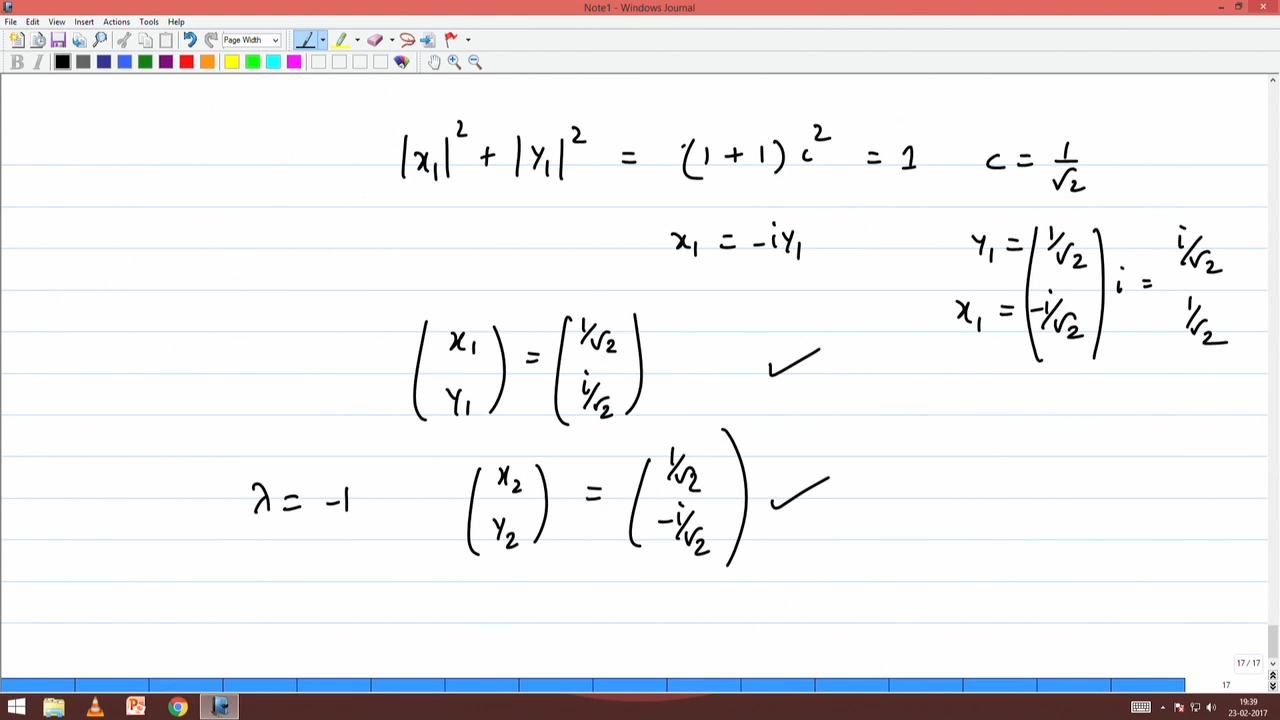 Note1 - Windows Journal
File Edit View Insert Actions Tools Help
Page Width
B I
|x₁|² + |y₁|² = (1 + 1) c² = 1 c = 1/√2
x₁ = -iy₁
y₁ = (1/√2
x₁ = -i/√2) i = i/√2
1/√2
(x₁
y₁) = (1/√2
i/√2) ✓
λ = -1 (x₂
y₂) = (1/√2
-i/√2) ✓
17 / 17
17
19:39
23-02-2017